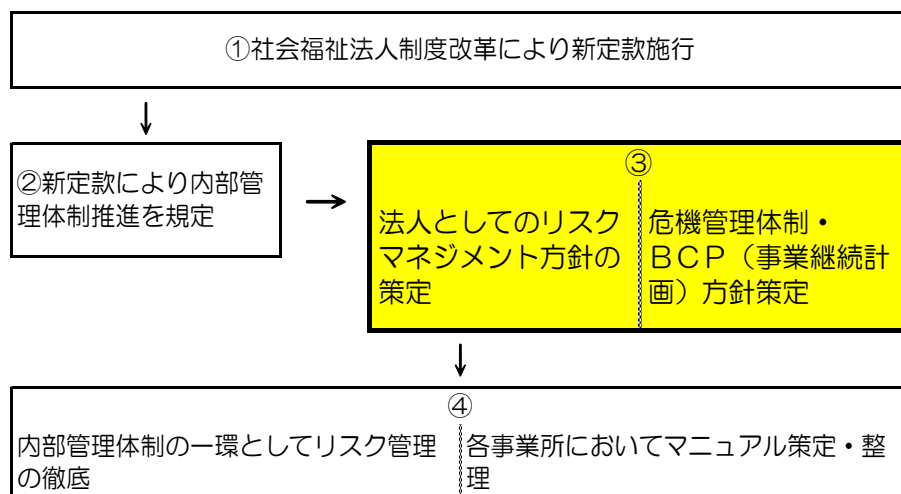 ①社会福祉法人制度改革により新定款施行
↓
②新定款により内部管
理体制推進を規定
→
③
法人としてのリスク
マネジメント方針の
策定
危機管理体制・
ＢＣＰ（事業継続計
画）方針策定
↓
④
内部管理体制の一環としてリスク管理
の徹底
各事業所においてマニュアル策定・整
理